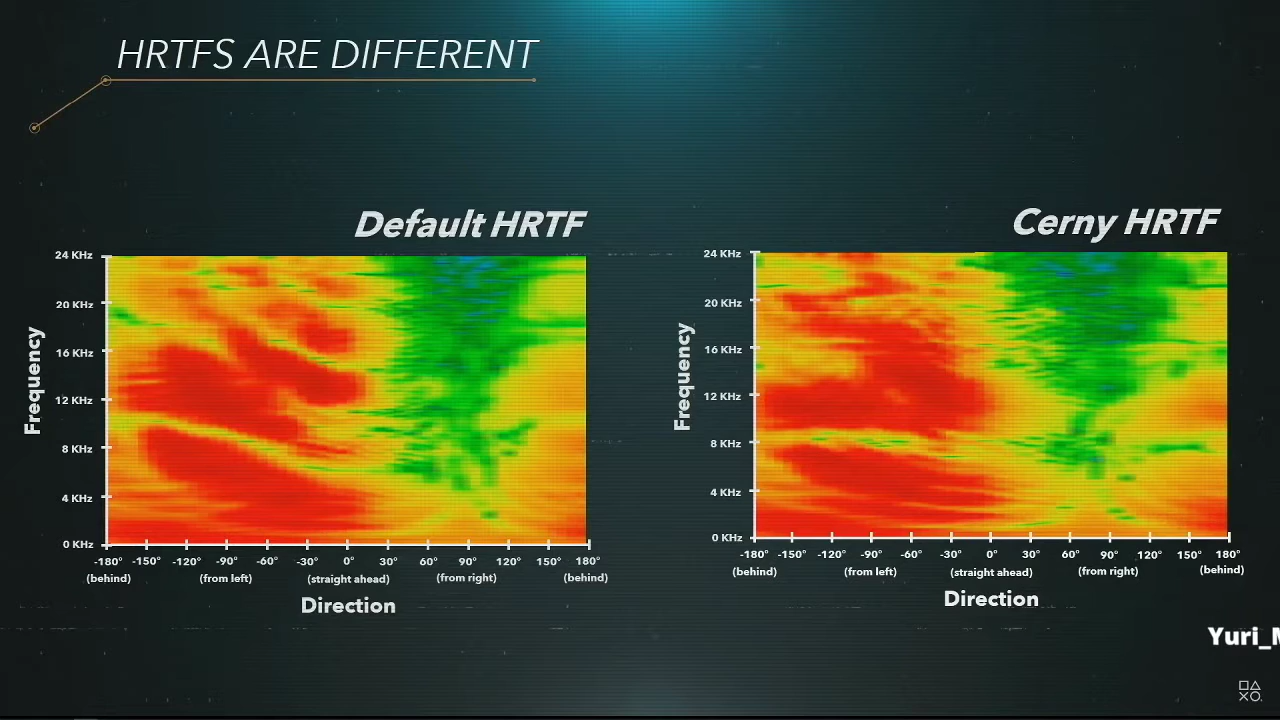 HRTFS ARE DIFFERENT
Default HRTF
Frequency
24 KHz
20 KHz
16 KHz
12 KHz
8 KHz
4 KHz
0 KHz
-180° -150° -120° -90° -60° -30° 0° 30° 60° 90° 120° 150° 180°
(behind) (from left) (straight ahead) (from right) (behind)
Direction
Cerny HRTF
Frequency
24 KHz
20 KHz
16 KHz
12 KHz
8 KHz
4 KHz
0 KHz
-180° -150° -120° -90° -60° -30° 0° 30° 60° 90° 120° 150° 180°
(behind) (from left) (straight ahead) (from right) (behind)
Direction